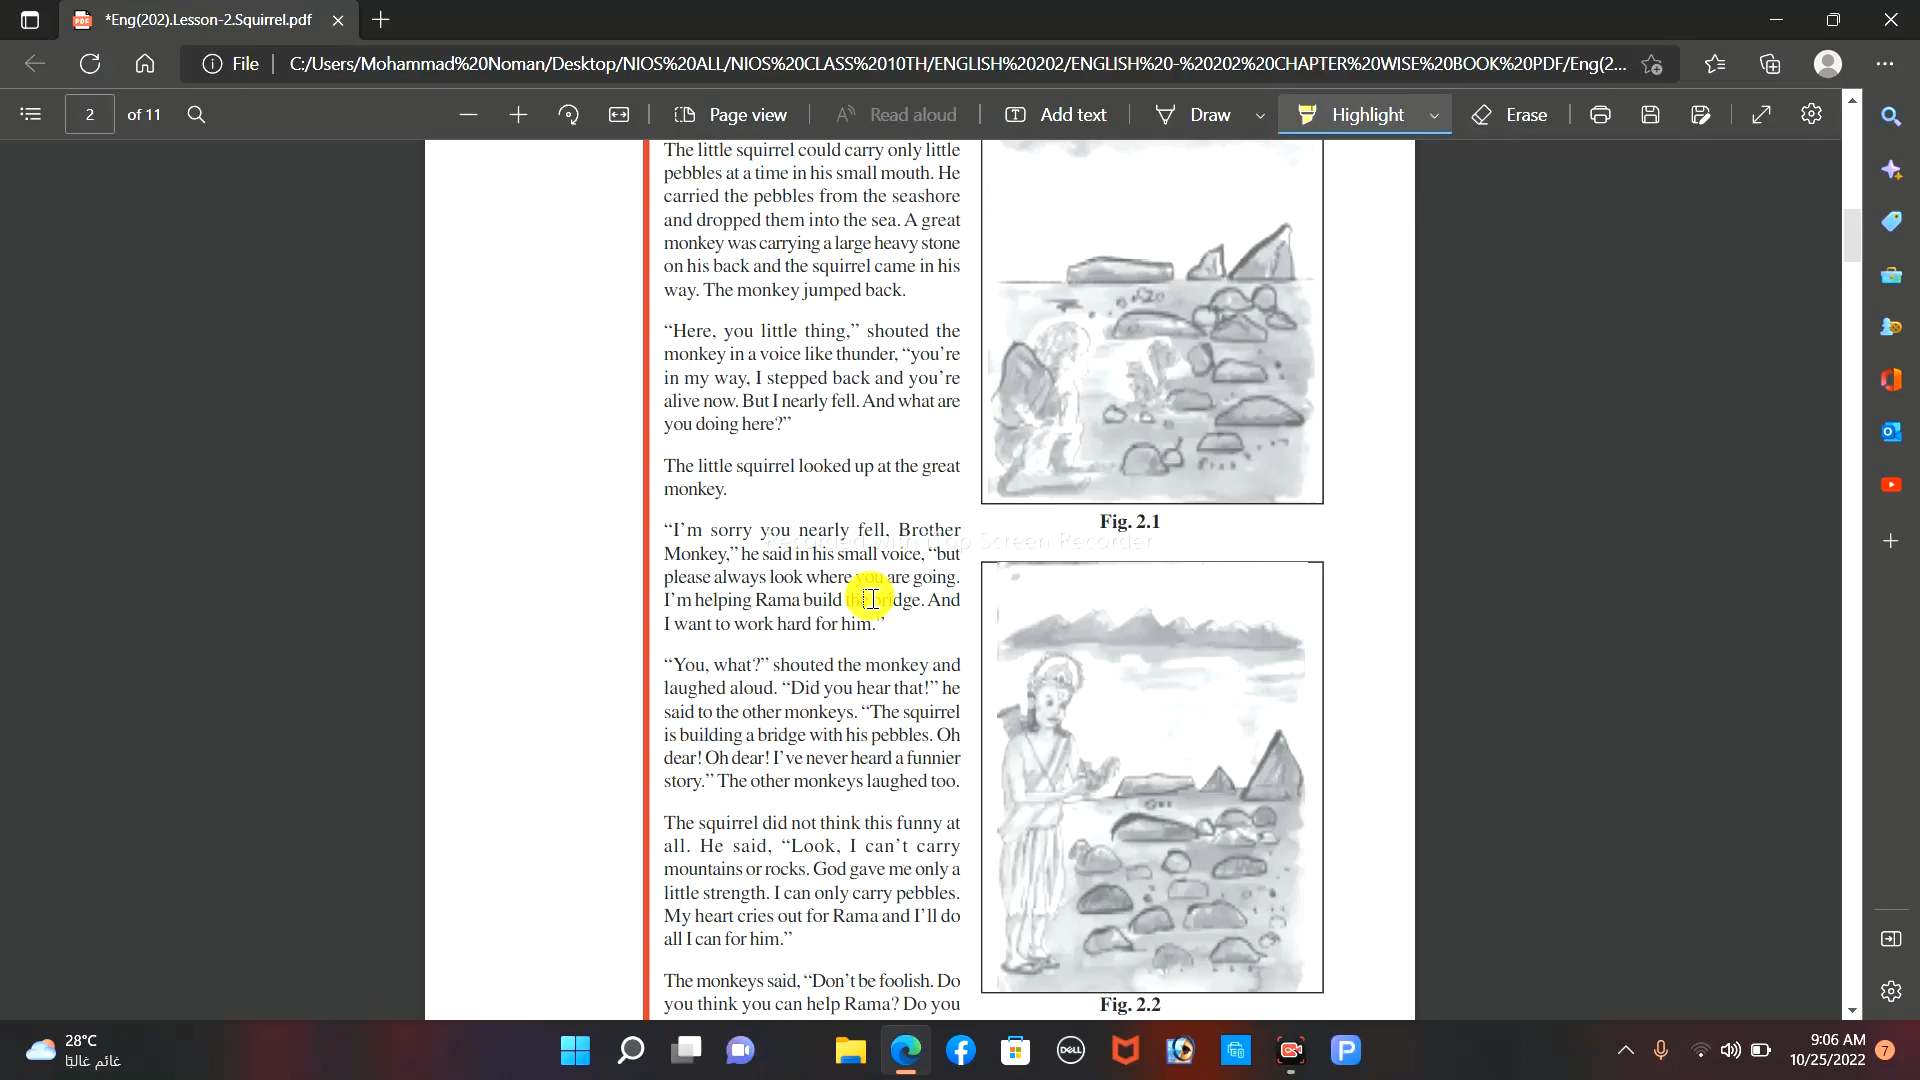 *Eng(202).Lesson-2.Squirrel.pdf
File
C:/Users/Mohammad%20Noman/Desktop/NIOS%20ALL/NIOS%20CLASS%2010TH/ENGLISH%20202/ENGLISH%20-%20202%20CHAPTER%20WISE%20BOOK%20PDF/Eng(2...
2 of 11
Page view
Read aloud
Add text
Draw
Highlight
Erase
The little squirrel could carry only little
pebbles at a time in his small mouth. He
carried the pebbles from the seashore
and dropped them into the sea. A great
monkey was carrying a large heavy stone
on his back and the squirrel came in his
way. The monkey jumped back.
“Here, you little thing,” shouted the
monkey in a voice like thunder, “you’re
in my way, I stepped back and you’re
alive now. But I nearly fell. And what are
you doing here?”
The little squirrel looked up at the great
monkey.
“I’m sorry you nearly fell, Brother
Monkey,” he said in his small voice, “but
please always look where you are going.
I’m helping Rama build the bridge. And
I want to work hard for him.”
“You, what?” shouted the monkey and
laughed aloud. “Did you hear that!” he
said to the other monkeys. “The squirrel
is building a bridge with his pebbles. Oh
dear! Oh dear! I’ve never heard a funnier
story.” The other monkeys laughed too.
The squirrel did not think this funny at
all. He said, “Look, I can’t carry
mountains or rocks. God gave me only a
little strength. I can only carry pebbles.
My heart cries out for Rama and I’ll do
all I can for him.”
The monkeys said, “Don’t be foolish. Do
you think you can help Rama? Do you
Fig. 2.1
Fig. 2.2
Screen Recorder
28°C
غائم غالبًا
DELL
9:06 AM
10/25/2022
7